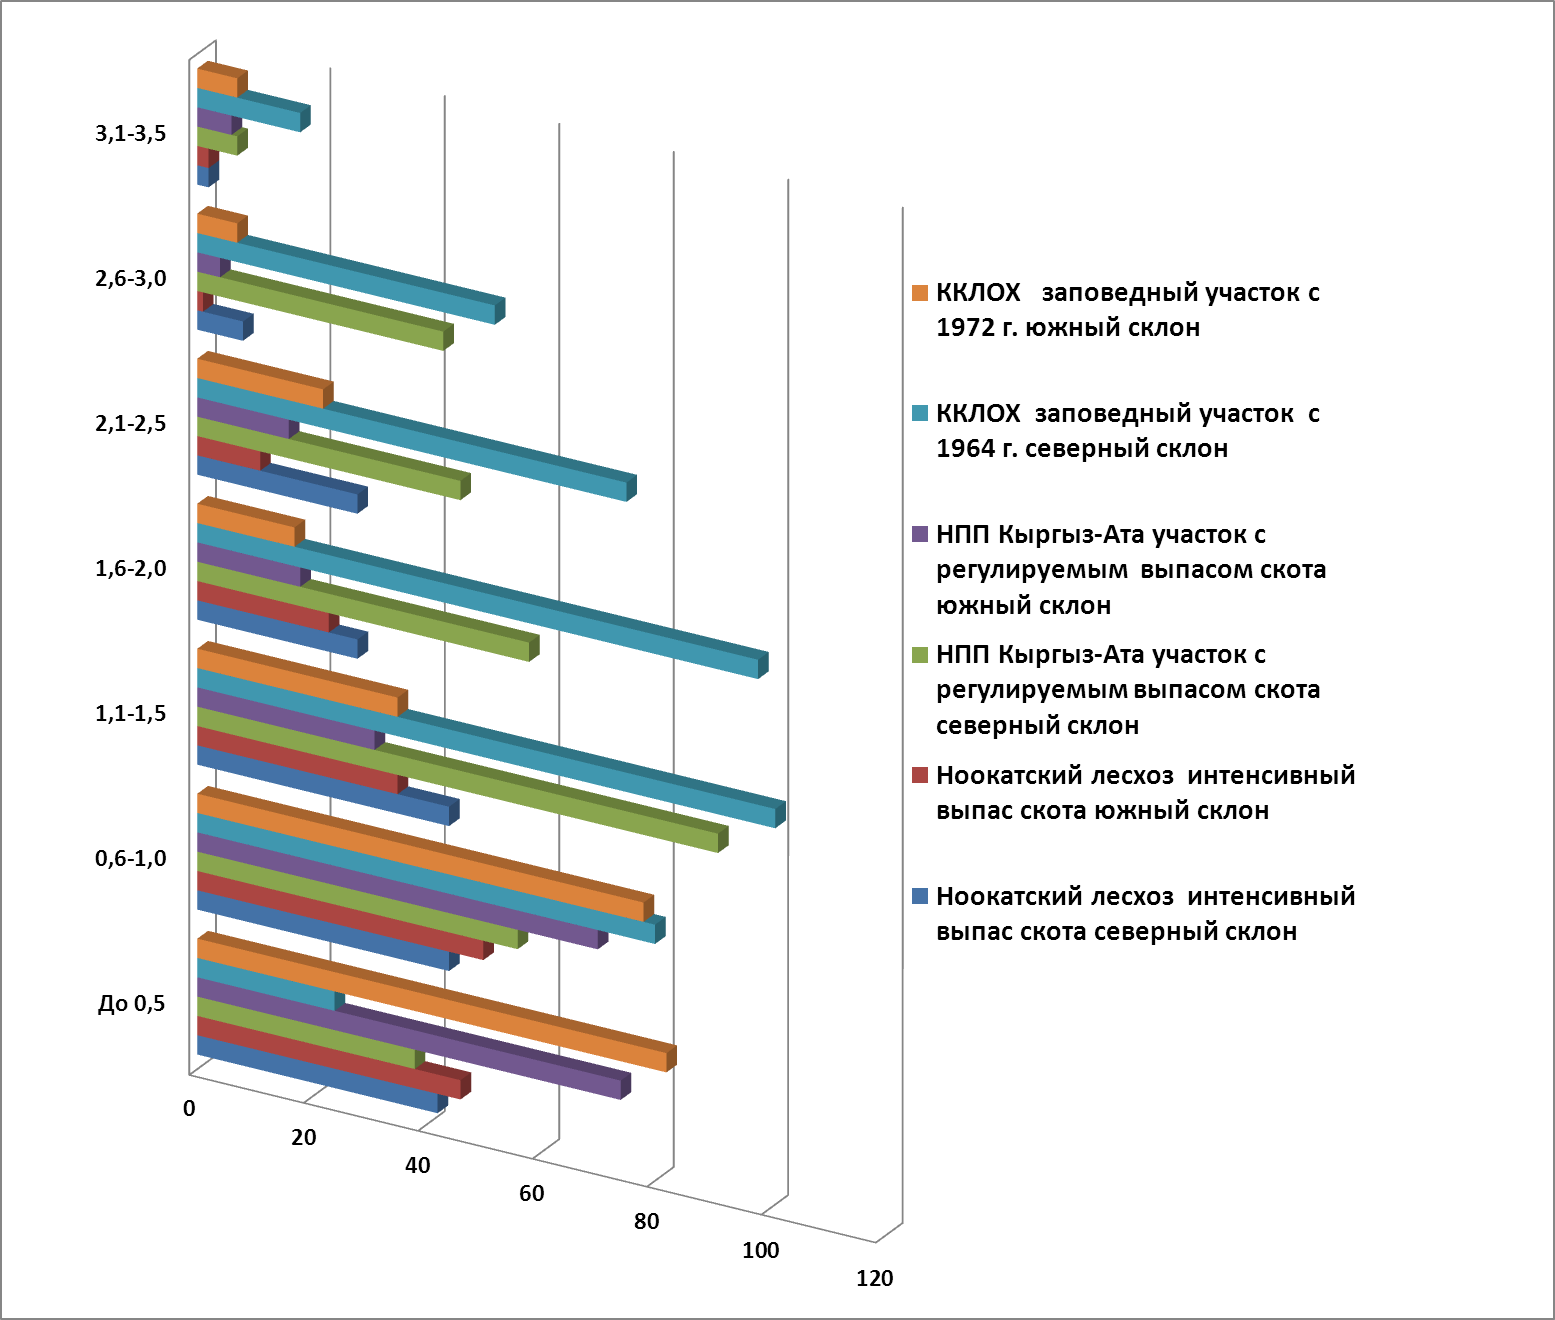 3,1-3,5
2,6-3,0
2,1-2,5
1,6-2,0
1,1-1,5
0,6-1,0
До 0,5
0
20
40
60
80
100
120
ККЛОХ заповедный участок с
1972 г. южный склон
ККЛОХ заповедный участок с
1964 г. северный склон
НПП Кыргыз-Ата участок с
регулируемым выпасом скота
южный склон
НПП Кыргыз-Ата участок с
регулируемым выпасом скота
северный склон
Ноокатский лесхоз интенсивный
выпас скота южный склон
Ноокатский лесхоз интенсивный
выпас скота северный склон